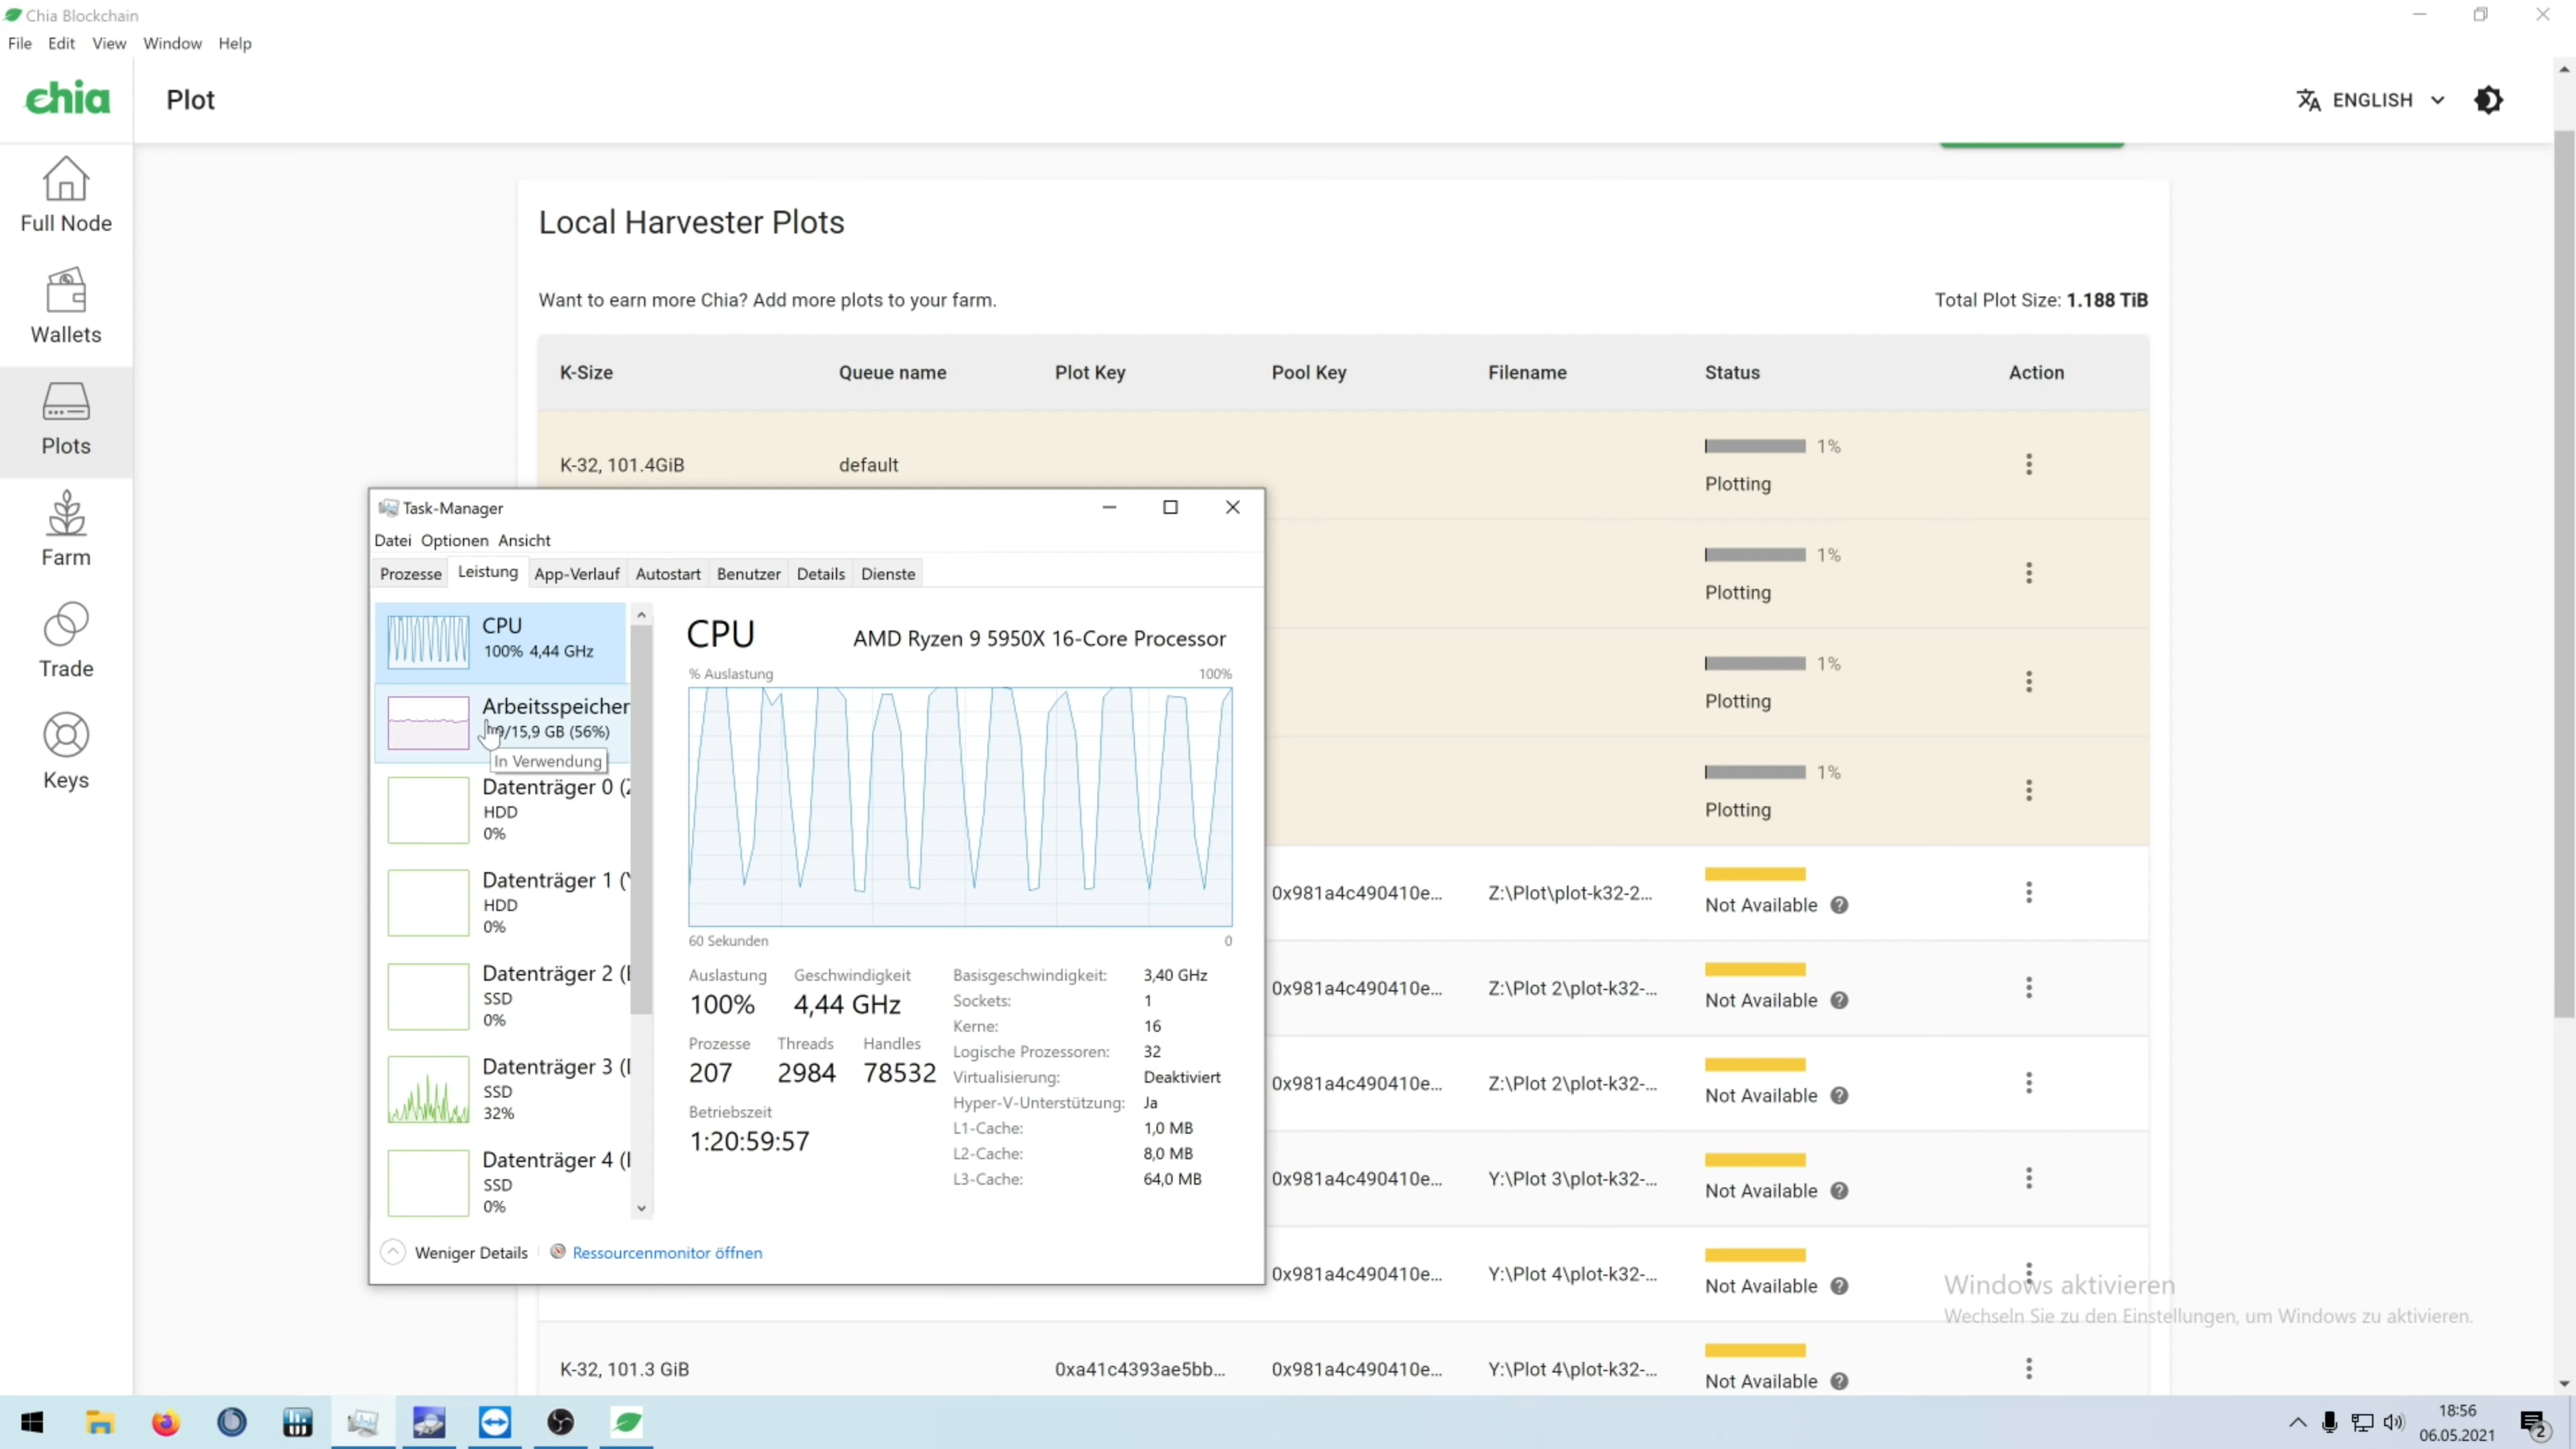 Chia Blockchain
File Edit View Window Help
chia
Plot
ENGLISH
Full Node
Wallets
Plots
Farm
Trade
Keys
Local Harvester Plots
Want to earn more Chia? Add more plots to your farm.
Total Plot Size: 1.188 TiB
K-Size Queue name Plot Key Pool Key Filename Status Action
K-32, 101.4GiB default
1%
Plotting
1%
Plotting
1%
Plotting
1%
Plotting
0x981a4c490410e... Z:\Plot\plot-k32-2...
Not Available
0x981a4c490410e... Z:\Plot 2\plot-k32-...
Not Available
0x981a4c490410e... Z:\Plot 2\plot-k32-...
Not Available
0x981a4c490410e... Y:\Plot 3\plot-k32-...
Not Available
0x981a4c490410e... Y:\Plot 4\plot-k32-...
Not Available
K-32, 101.3 GiB 0xa41c4393ae5bb... 0x981a4c490410e... Y:\Plot 4\plot-k32-...
Not Available
Task-Manager
Datei Optionen Ansicht
Prozesse Leistung App-Verlauf Autostart Benutzer Details Dienste
CPU
100% 4,44 GHz
Arbeitsspeicher
9/15,9 GB (56%)
In Verwendung
Datenträger 0 (Z
HDD
0%
Datenträger 1 (Y
HDD
0%
Datenträger 2 (
SSD
0%
Datenträger 3 (
SSD
32%
Datenträger 4 (
SSD
0%
CPU
AMD Ryzen 9 5950X 16-Core Processor
% Auslastung 100%
60 Sekunden 0
Auslastung Geschwindigkeit
100% 4,44 GHz
Prozesse Threads Handles
207 2984 78532
Betriebszeit
1:20:59:57
Basisgeschwindigkeit: 3,40 GHz
Sockets: 1
Kerne: 16
Logische Prozessoren: 32
Virtualisierung: Deaktiviert
Hyper-V-Unterstützung: Ja
L1-Cache: 1,0 MB
L2-Cache: 8,0 MB
L3-Cache: 64,0 MB
Weniger Details
Ressourcenmonitor öffnen
Windows aktivieren
Wechseln Sie zu den Einstellungen, um Windows zu aktivieren.
18:56
06.05.2021
2